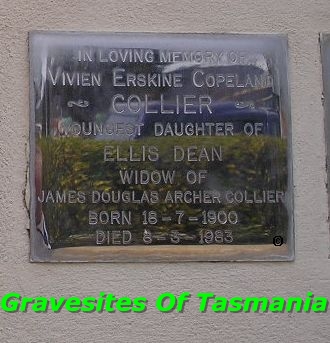 IN LOVING MEMORY OF
VIVIEN ERSKINE COPELAND
COLLIER
YOUNGEST DAUGHTER OF
ELLIS DEAN
WIDOW OF
JAMES DOUGLAS ARCHER COLLIER
BORN 18-7-1900
DIED 8-3-1983
Gravesites Of Tasmania